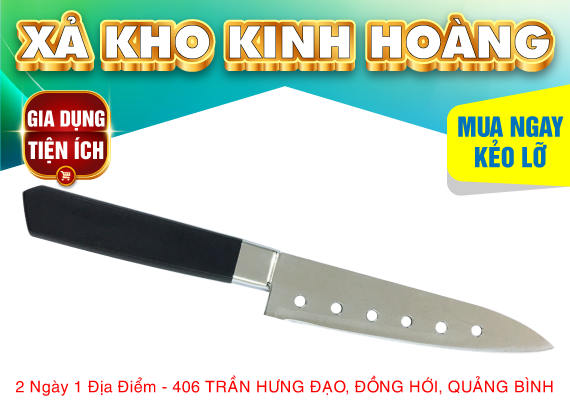 XẢ KHO KINH HOÀNG
GIA DỤNG
TIỆN ÍCH
MUA NGAY
KẺO LỠ
2 Ngày 1 Địa Điểm - 406 TRẦN HƯNG ĐẠO, ĐỒNG HỚI, QUẢNG BÌNH